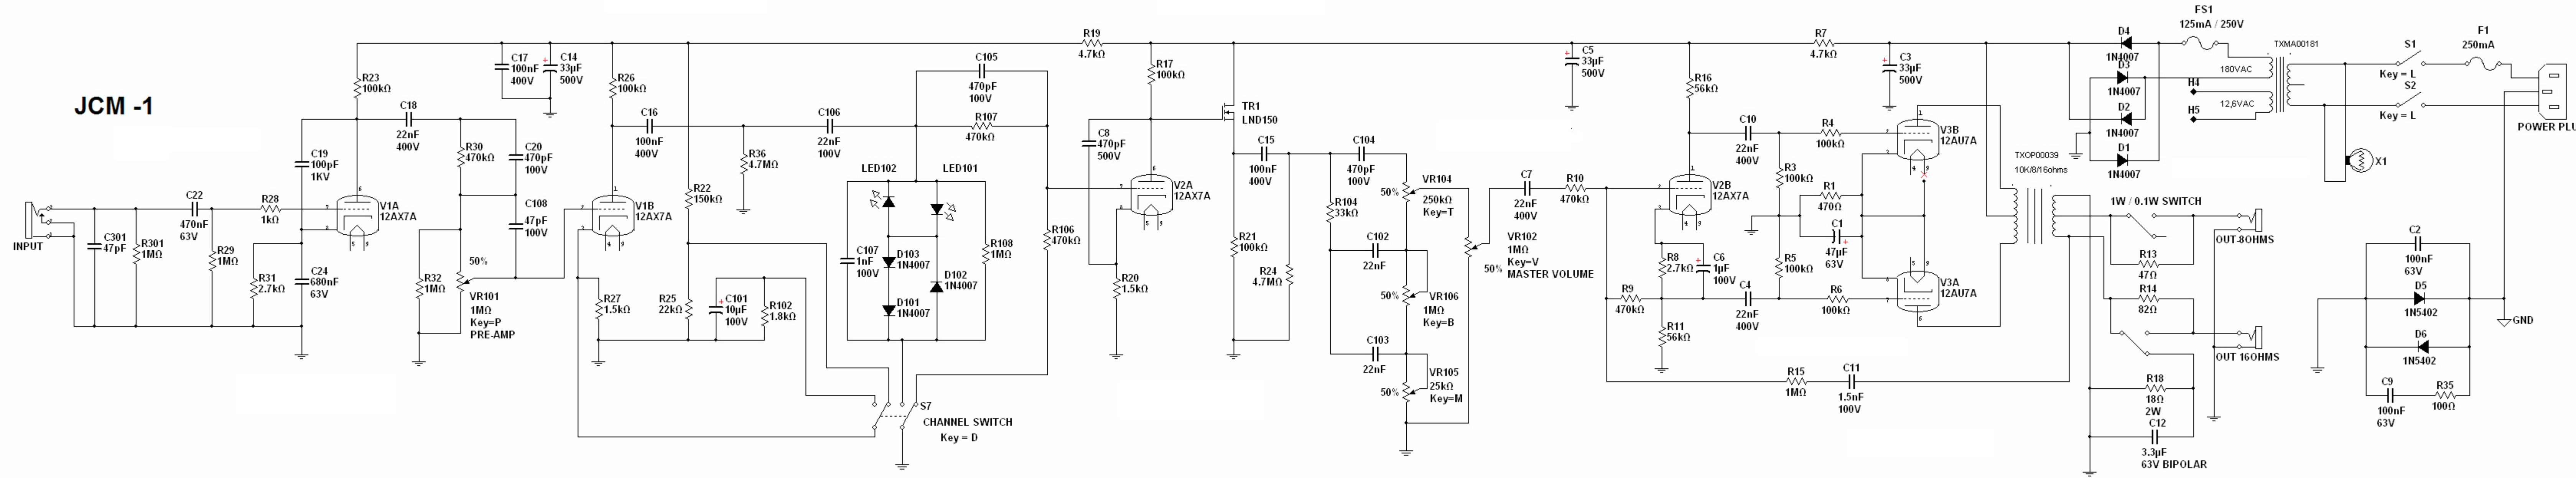 JCM -1
INPUT
C301
47pF
R301
1MΩ
C22
470nF
63V
R29
1MΩ
R28
1kΩ
R31
2.7kΩ
C19
100pF
1KV
C24
680nF
63V
R23
100kΩ
V1A
12AX7A
C18
22nF
400V
R30
470kΩ
C20
470pF
100V
C108
47pF
100V
R32
1MΩ
50%
VR101
1MΩ
Key=P
PRE-AMP
C17
100nF
400V
C14
33µF
500V
R26
100kΩ
V1B
12AX7A
R27
1.5kΩ
C16
100nF
400V
R22
150kΩ
R25
22kΩ
R36
4.7MΩ
C101
10µF
100V
R102
1.8kΩ
C106
22nF
100V
LED102
LED101
C107
1nF
100V
D103
1N4007
D101
1N4007
D102
1N4007
R108
1MΩ
C105
470pF
100V
R107
470kΩ
R106
470kΩ
S7
CHANNEL SWITCH
Key = D
R19
4.7kΩ
R17
100kΩ
C8
470pF
500V
V2A
12AX7A
R20
1.5kΩ
TR1
LND150
C15
100nF
400V
R21
100kΩ
R24
4.7MΩ
C104
470pF
100V
R104
33kΩ
C102
22nF
C103
22nF
50%
VR104
250kΩ
Key=T
50%
VR106
1MΩ
Key=B
50%
VR105
25kΩ
Key=M
VR102
1MΩ
Key=V
50%
MASTER VOLUME
C7
22nF
400V
R10
470kΩ
C5
33µF
500V
R16
56kΩ
V2B
12AX7A
R9
470kΩ
R8
2.7kΩ
C6
1µF
100V
R11
56kΩ
C10
22nF
400V
C4
22nF
400V
R3
100kΩ
R5
100kΩ
R4
100kΩ
R6
100kΩ
R1
470Ω
C1
47µF
63V
R7
4.7kΩ
C3
33µF
500V
V3B
12AU7A
V3A
12AU7A
R15
1MΩ
C11
1.5nF
100V
TXOP00039
10K/8/16ohms
D4
1N4007
D3
1N4007
D2
1N4007
D1
1N4007
FS1
125mA / 250V
TXMA00181
180VAC
H4
12,6VAC
H5
S1
Key = L
S2
Key = L
F1
250mA
POWER PLU
X1
1W / 0.1W SWITCH
OUT-8OHMS
R13
47Ω
R14
82Ω
OUT 16OHMS
R18
18Ω
2W
C12
3.3µF
63V BIPOLAR
C2
100nF
63V
D5
1N5402
D6
1N5402
C9
100nF
63V
R35
100Ω
GND